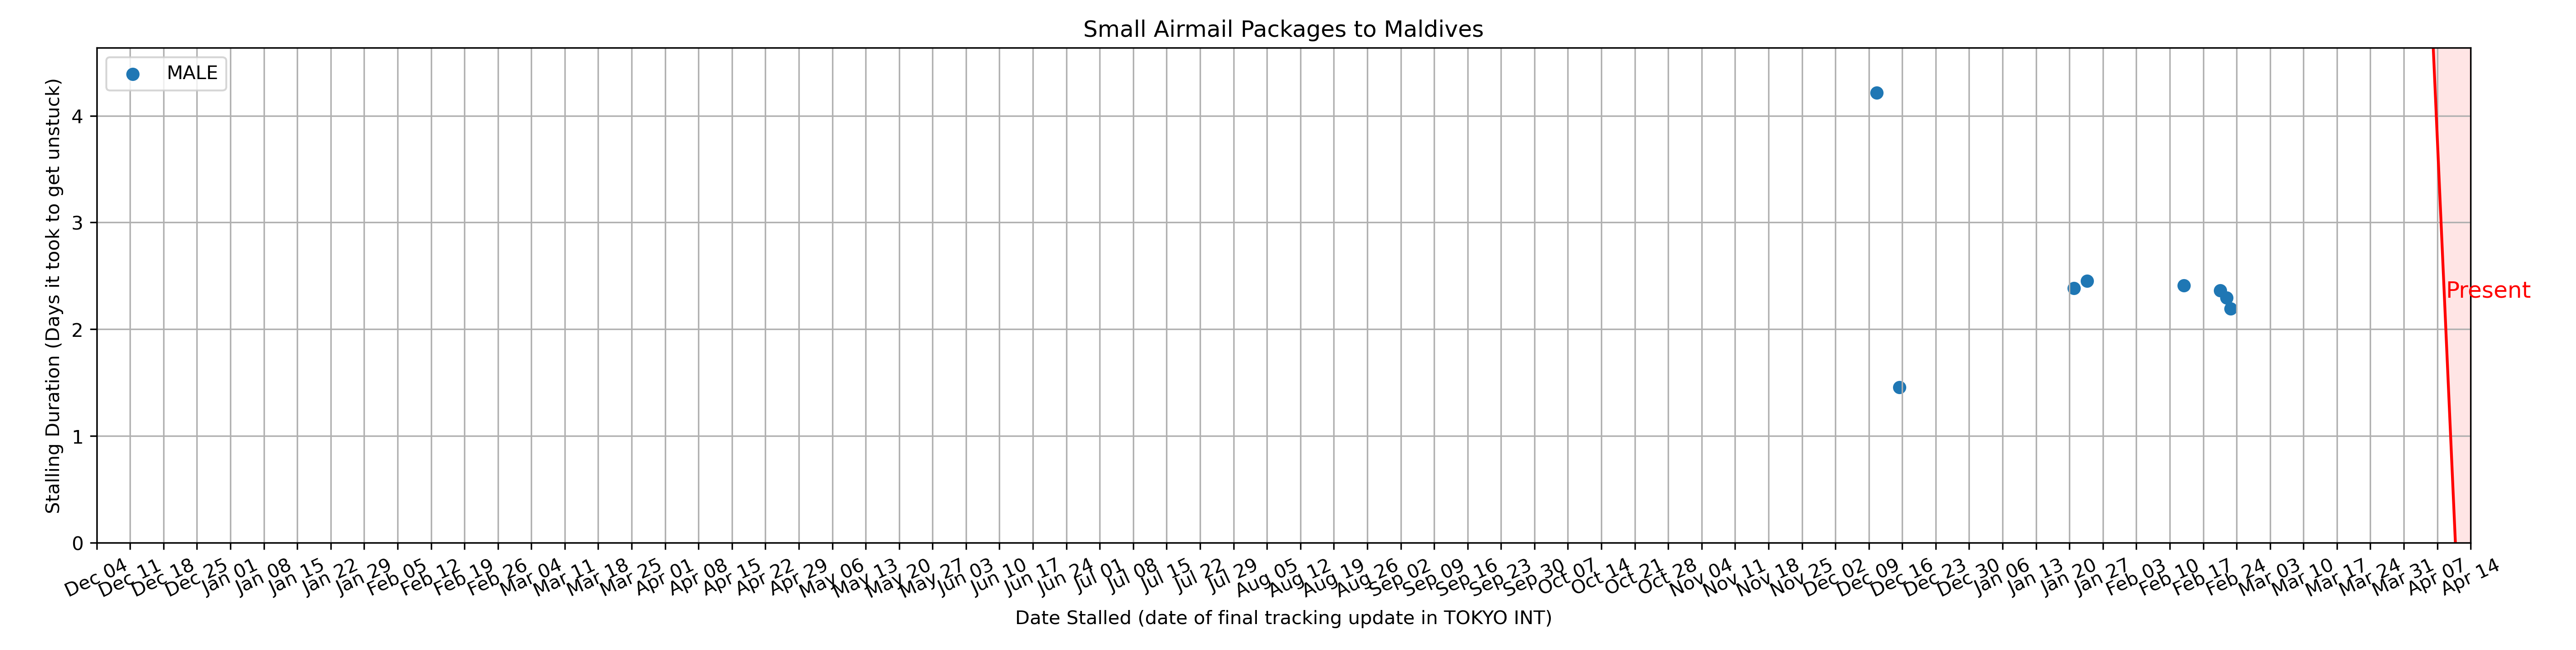 Small Airmail Packages to Maldives
MALE
Stalling Duration (Days it took to get unstuck)
4
3
2
1
0
Present
Dec 04 Dec 11 Dec 18 Dec 25 Jan 01 Jan 08 Jan 15 Jan 22 Jan 29 Feb 05 Feb 12 Feb 19 Feb 26 Mar 04 Mar 11 Mar 18 Mar 25 Apr 01 Apr 08 Apr 15 Apr 22 Apr 29 May 06 May 13 May 20 May 27 Jun 03 Jun 10 Jun 17 Jun 24 Jul 01 Jul 08 Jul 15 Jul 22 Jul 29 Aug 05 Aug 12 Aug 19 Aug 26 Sep 02 Sep 09 Sep 16 Sep 23 Sep 30 Oct 07 Oct 14 Oct 21 Oct 28 Nov 04 Nov 11 Nov 18 Nov 25 Dec 02 Dec 09 Dec 16 Dec 23 Dec 30 Jan 06 Jan 13 Jan 20 Jan 27 Feb 03 Feb 10 Feb 17 Feb 24 Mar 03 Mar 10 Mar 17 Mar 24 Mar 31 Apr 07 Apr 14
Date Stalled (date of final tracking update in TOKYO INT)